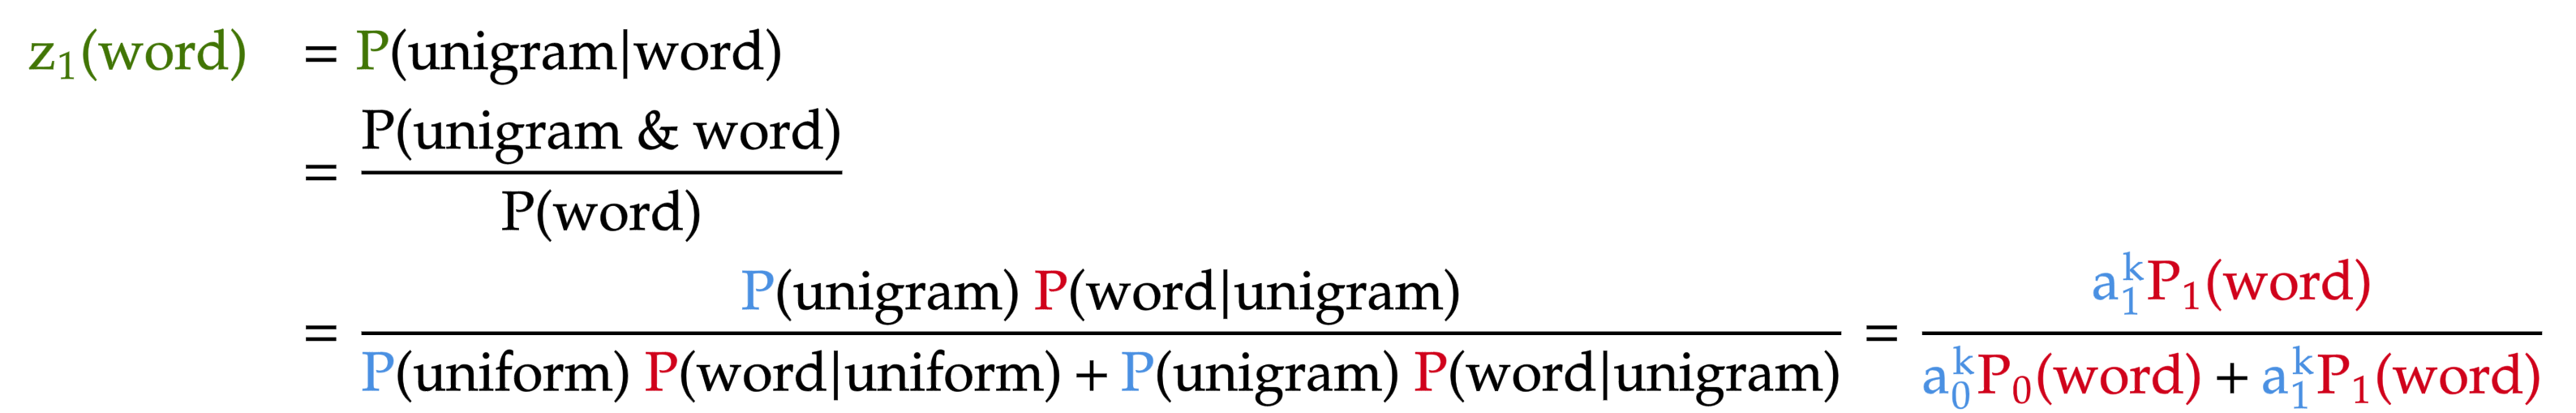 z₁(word) = P(unigram|word)
= P(unigram & word) / P(word)
= P(unigram) P(word|unigram) / P(uniform) P(word|uniform) + P(unigram) P(word|unigram) = a₁ᵏP₁(word) / a₀ᵏP₀(word) + a₁ᵏP₁(word)